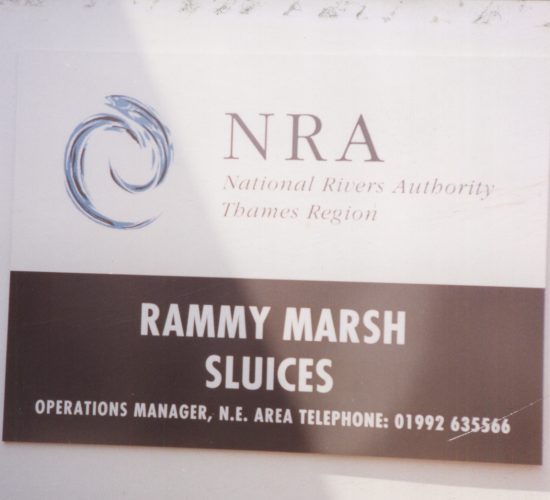 NRA
National Rivers Authority
Thames Region
RAMMY MARSH
SLUICES
OPERATIONS MANAGER, N.E. AREA TELEPHONE: 01992 635566